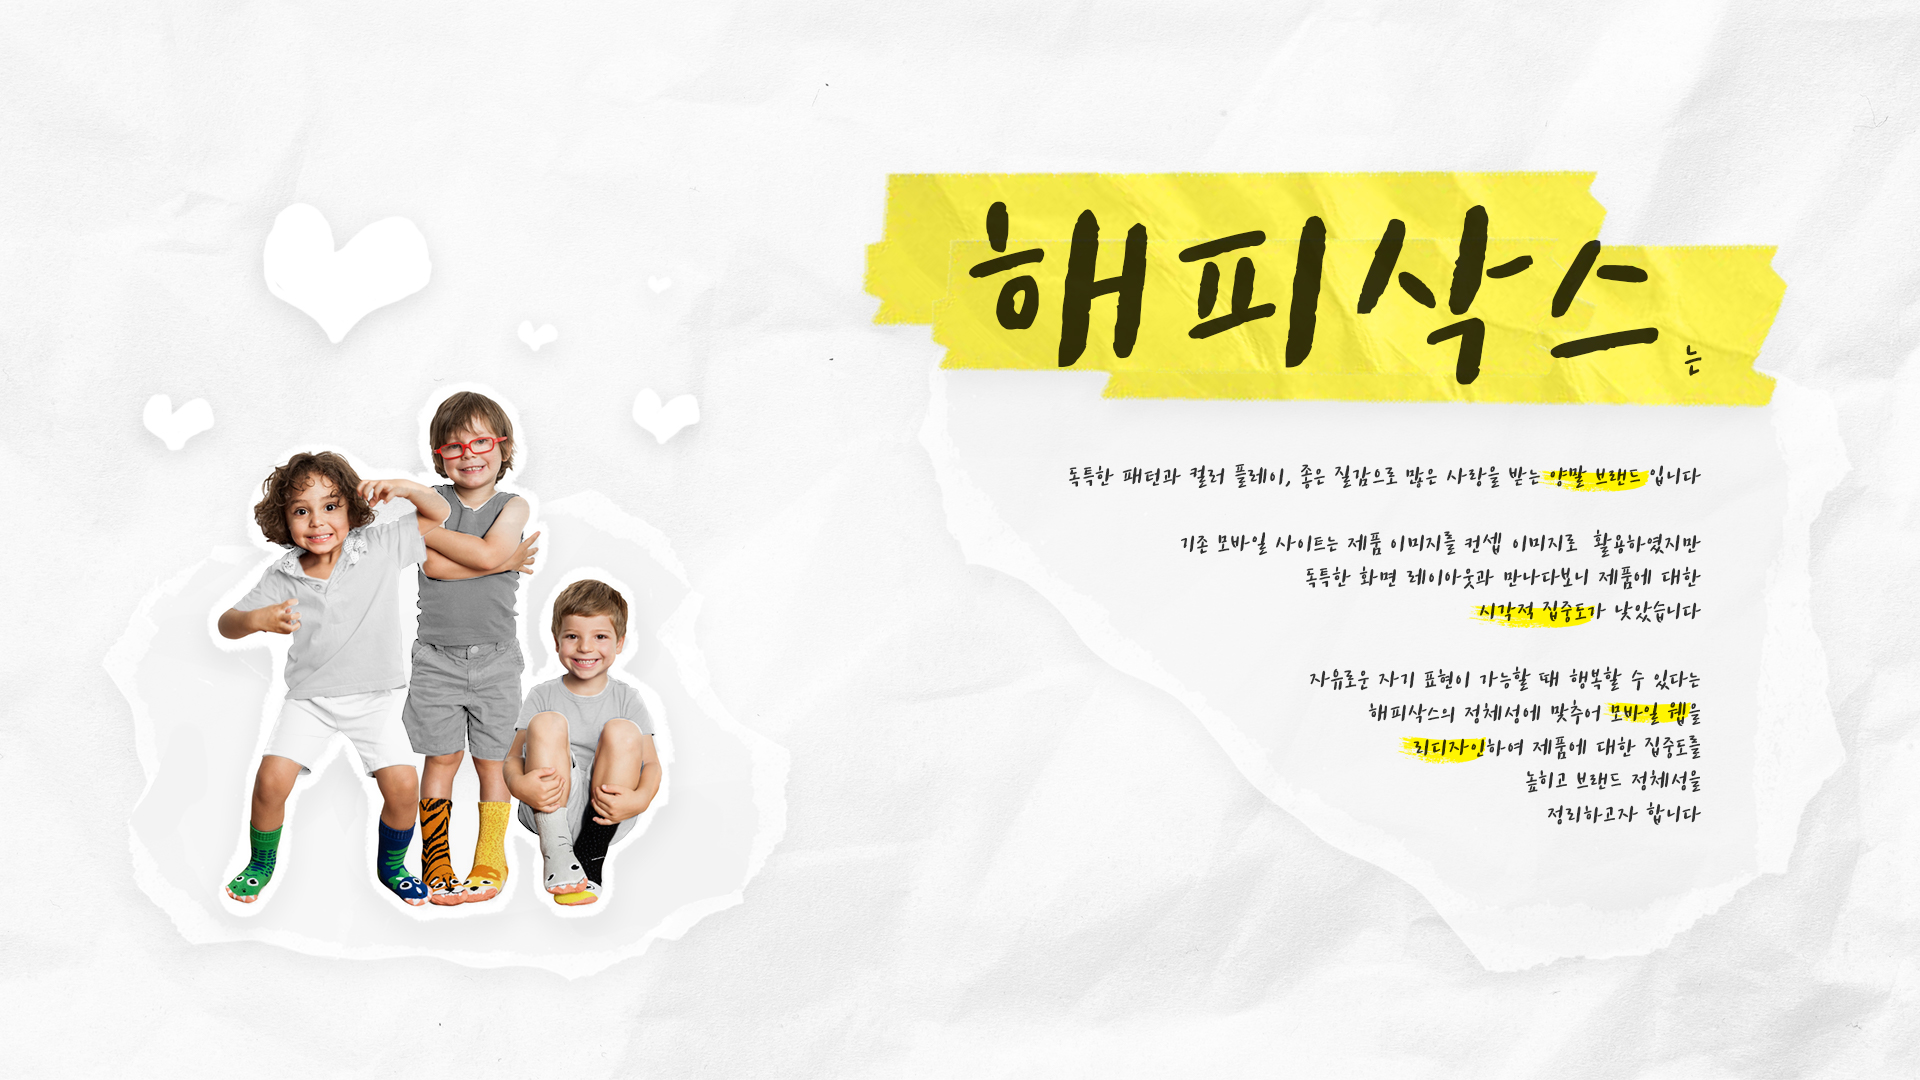 해피삭스는
독특한 패턴과 컬러 플레이, 좋은 질감으로 많은 사랑을 받는 양말 브랜드입니다
기존 모바일 사이트는 제품 이미지를 컨셉 이미지로 활용하였지만
독특한 화면 레이아웃과 만나다보니 제품에 대한
시각적 집중도가 낮았습니다
자유로운 자기 표현이 가능할 때 행복할 수 있다는
해피삭스의 정체성에 맞추어 모바일 웹을
리디자인하여 제품에 대한 집중도를
높히고 브랜드 정체성을
정리하고자 합니다